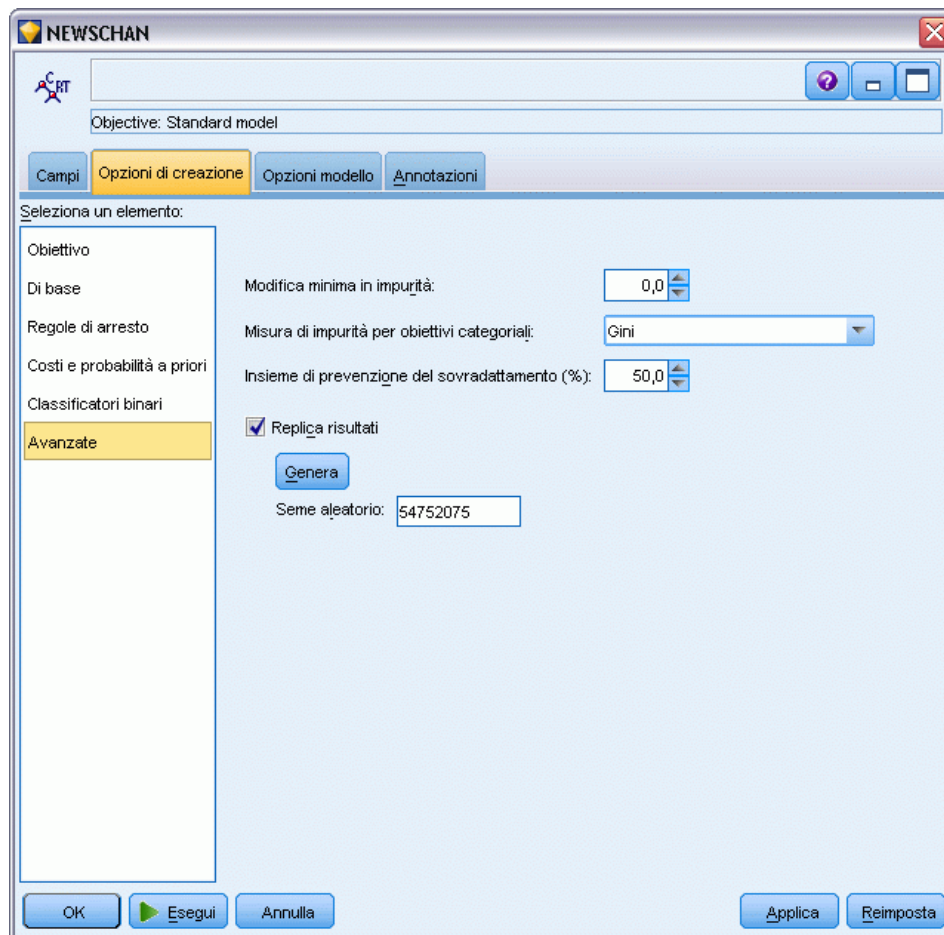 NEWSCHAN
CRT
Objective: Standard model
Campi
Opzioni di creazione
Opzioni modello
Annotazioni
Seleziona un elemento:
Obiettivo
Di base
Regole di arresto
Costi e probabilità a priori
Classificatori binari
Avanzate
Modifica minima in impurità:
0,0
Misura di impurità per obiettivi categoriali:
Gini
Insieme di prevenzione del sovradattamento (%):
50,0
Replica risultati
Genera
Seme aleatorio:
54752075
OK
Esegui
Annulla
Applica
Reimposta